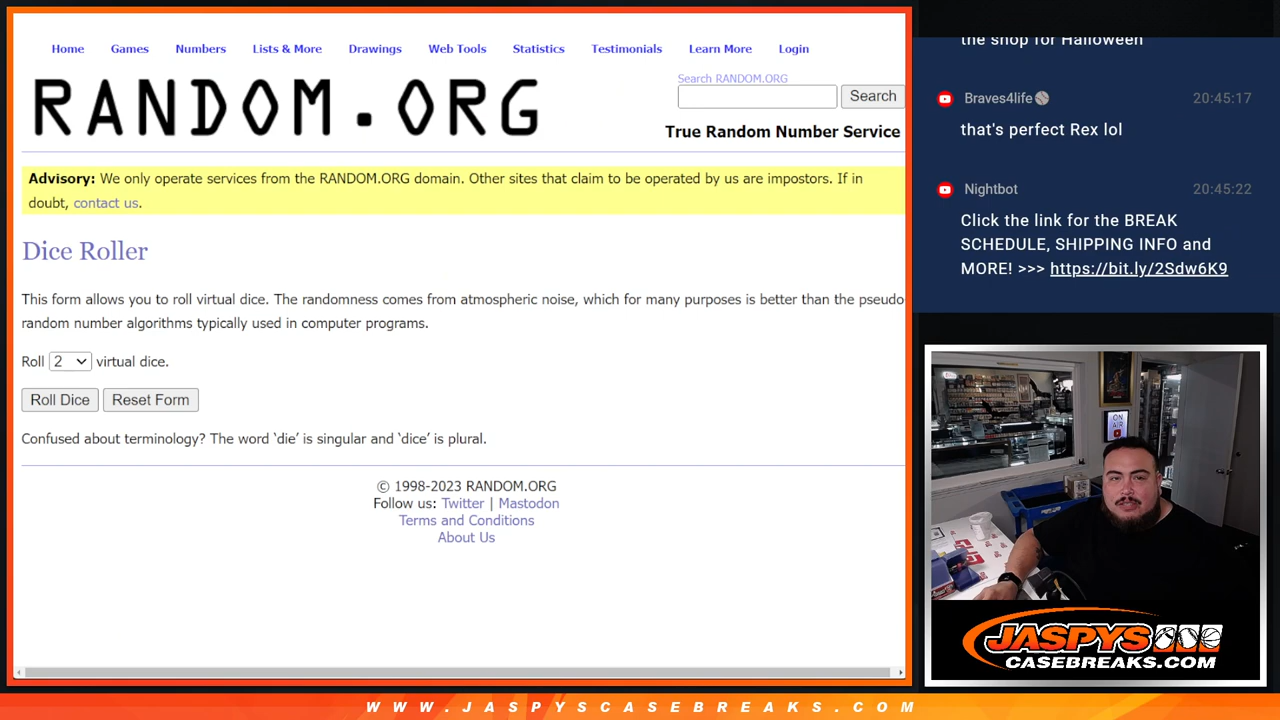 Home Games Numbers Lists & More Drawings Web Tools Statistics Testimonials Learn More Login
RANDOM.ORG
Search RANDOM.ORG
Search
True Random Number Service
Advisory: We only operate services from the RANDOM.ORG domain. Other sites that claim to be operated by us are impostors. If in
doubt, contact us.
Dice Roller
This form allows you to roll virtual dice. The randomness comes from atmospheric noise, which for many purposes is better than the pseudo
random number algorithms typically used in computer programs.
Roll 2 virtual dice.
Roll Dice Reset Form
Confused about terminology? The word ‘die’ is singular and ‘dice’ is plural.
© 1998-2023 RANDOM.ORG
Follow us: Twitter | Mastodon
Terms and Conditions
About Us
the shop for Halloween
Braves4life 20:45:17
that's perfect Rex lol
Nightbot 20:45:22
Click the link for the BREAK
SCHEDULE, SHIPPING INFO and
MORE! >>> https://bit.ly/2Sdw6K9
ON
AIR
JASPYS
CASEBREAKS.COM
WWW.JASPYSCASEBREAKS.COM